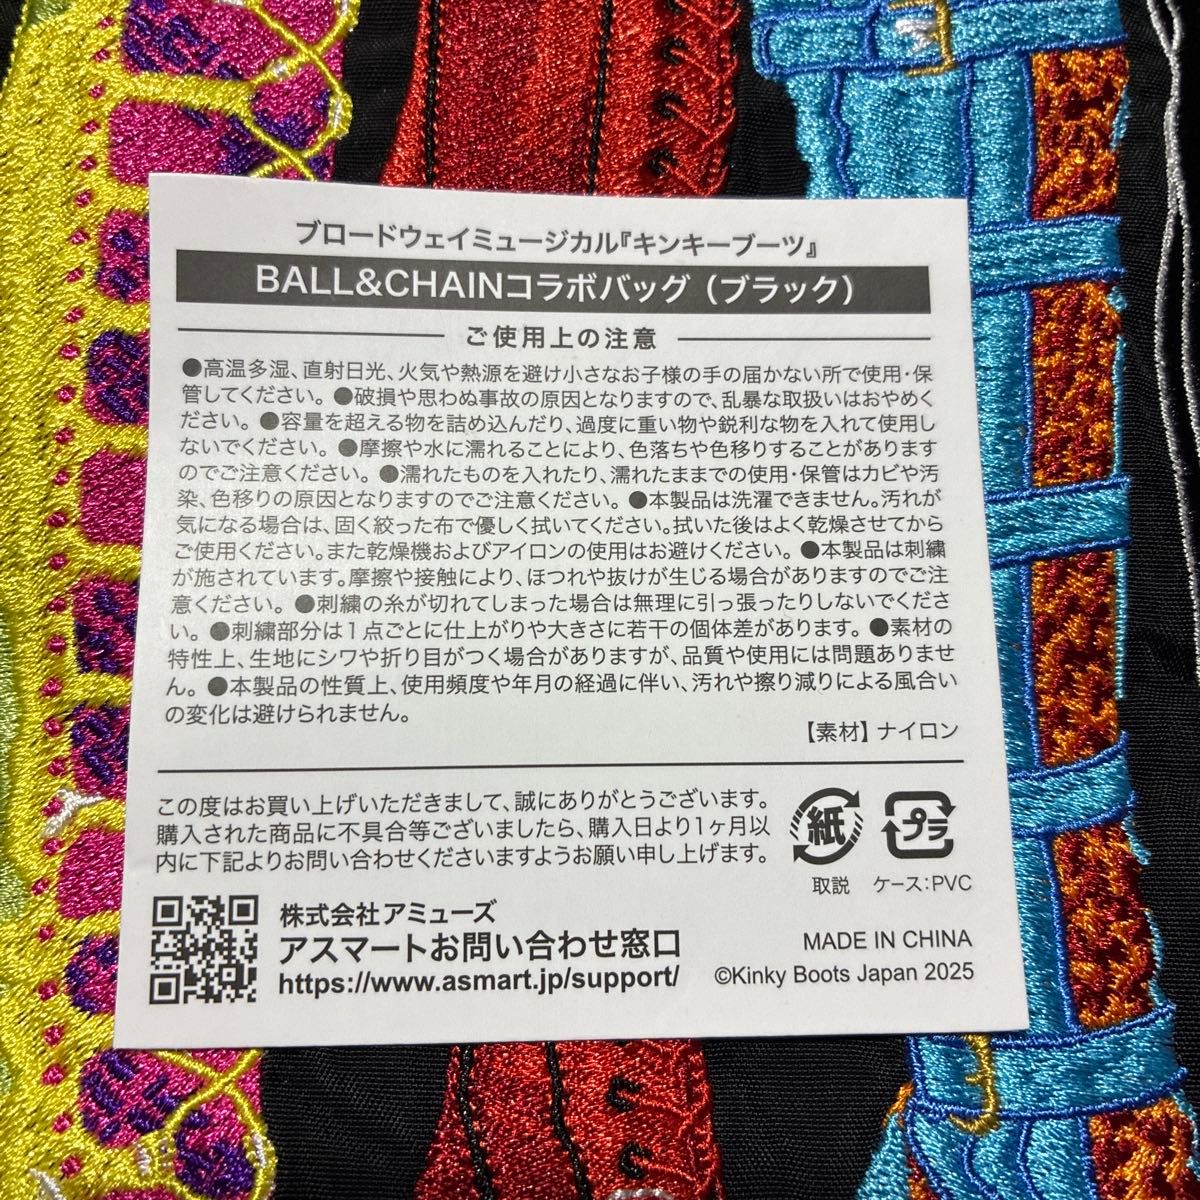 ブロードウェイミュージカル『キンキーブーツ』
BALL&CHAINコラボバッグ（ブラック）
ご使用上の注意
●高温多湿、直射日光、火気や熱源を避け小さなお子様の手の届かない所で使用・保
管してください。●破損や思わぬ事故の原因となりますので、乱暴な取扱いはおやめく
ださい。●容量を超える物を詰め込んだり、過度に重い物や鋭利な物を入れて使用し
ないでください。●摩擦や水に濡れることにより、色落ちや色移りすることがあります
のでご注意ください。●濡れたものを入れたり、濡れたままでの使用・保管はカビや汚
染、色移りの原因となりますのでご注意ください。●本製品は洗濯できません。汚れが
気になる場合は、固く絞った布で優しく拭いてください。拭いた後はよく乾燥させてから
ご使用ください。また乾燥機およびアイロンの使用はお避けください。●本製品は刺繍
が施されています。摩擦や接触により、ほつれや抜けが生じる場合がありますのでご注
意ください。●刺繍の糸が切れてしまった場合は無理に引っ張ったりしないでくださ
い。●刺繍部分は1点ごとに仕上がりや大きさに若干の個体差があります。●素材の
特性上、生地にシワや折り目がつく場合がありますが、品質や使用には問題ありませ
ん。●本製品の性質上、使用頻度や年月の経過に伴い、汚れや擦り減りによる風合い
の変化は避けられません。
【素材】ナイロン
この度はお買い上げいただきまして、誠にありがとうございます。
購入された商品に不具合等ございましたら、購入日より1ヶ月以
内に下記よりお問い合わせくださいますようお願い申し上げます。
紙
プラ
取説
ケース：PVC
株式会社アミューズ
アスマートお問い合わせ窓口
https://www.asmart.jp/support/
MADE IN CHINA
©Kinky Boots Japan 2025